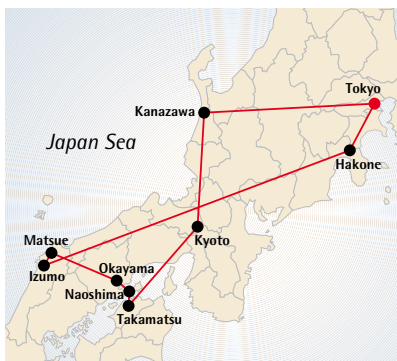 Tokyo
Kanazawa
Japan Sea
Hakone
Matsue
Kyoto
Okayama
Izumo
Naoshima
Takamatsu